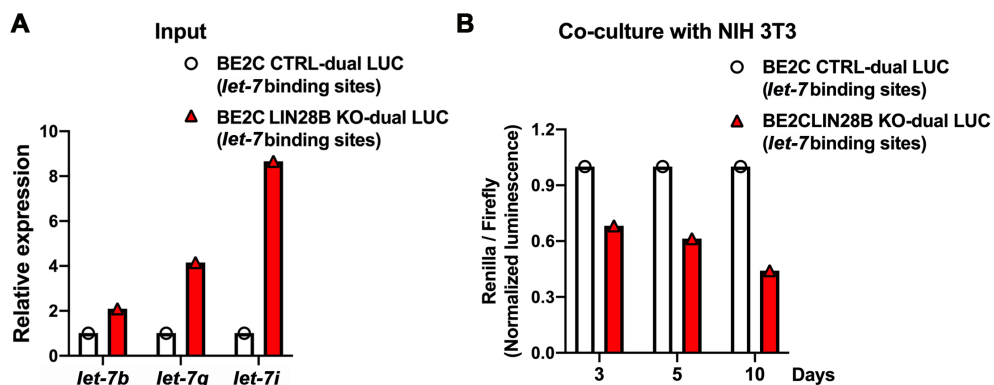 A
Input
BE2C CTRL-dual LUC
(let-7 binding sites)
BE2C LIN28B KO-dual LUC
(let-7 binding sites)
Relative expression
10
8
6
4
2
0
let-7b
let-7g
let-7i
B
Co-culture with NIH 3T3
BE2C CTRL-dual LUC
(let-7 binding sites)
BE2CLIN28B KO-dual LUC
(let-7 binding sites)
Renilla / Firefly
(Normalized luminescence)
1.2
0.9
0.6
0.3
0.0
3 5 10 Days